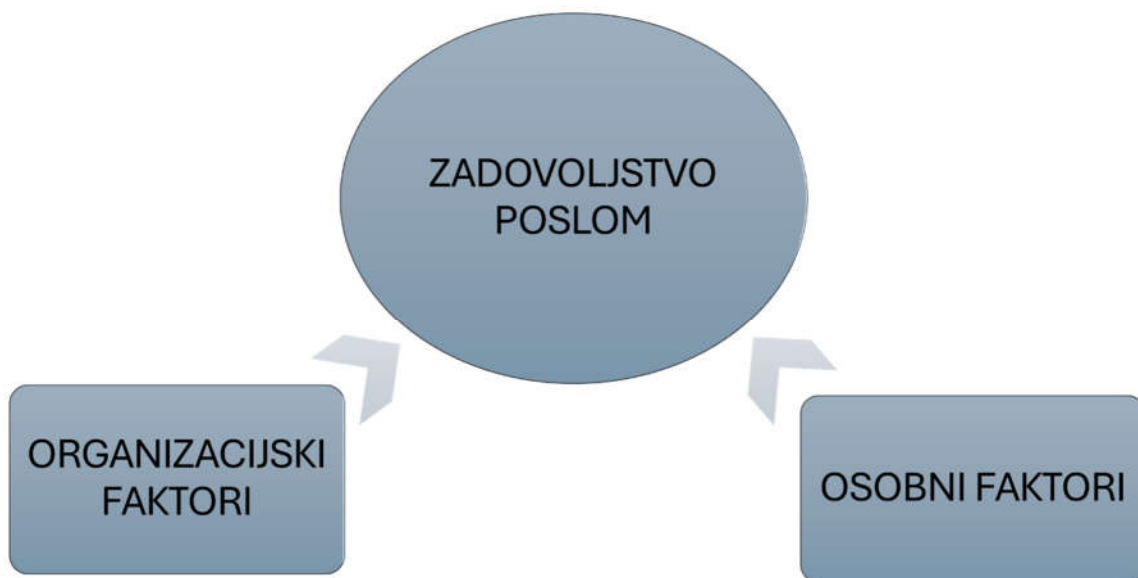 ZADOVOLJSTVO
POSLOM
ORGANIZACIJSKI
FAKTORI
OSOBNI FAKTORI